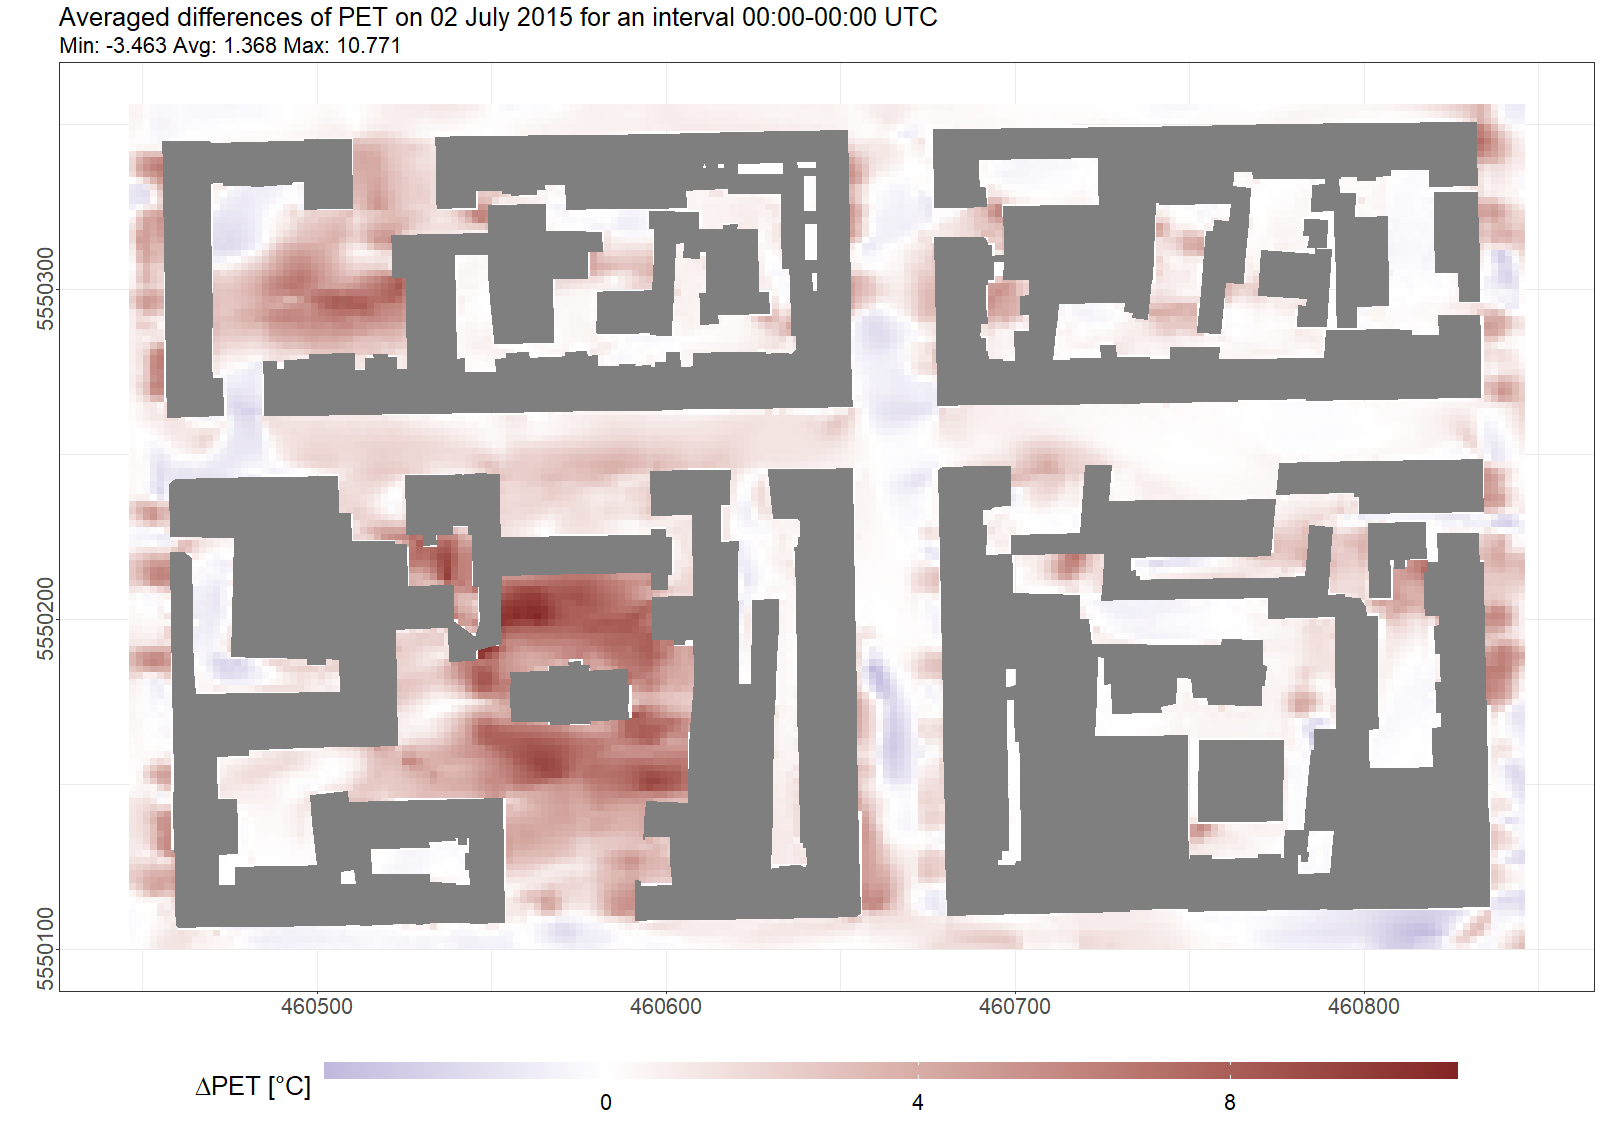 Averaged differences of PET on 02 July 2015 for an interval 00:00-00:00 UTC
Min: -3.463 Avg: 1.368 Max: 10.771
5550300
5550200
5550100
460500 460600 460700 460800
ΔPET [°C]
0 4 8